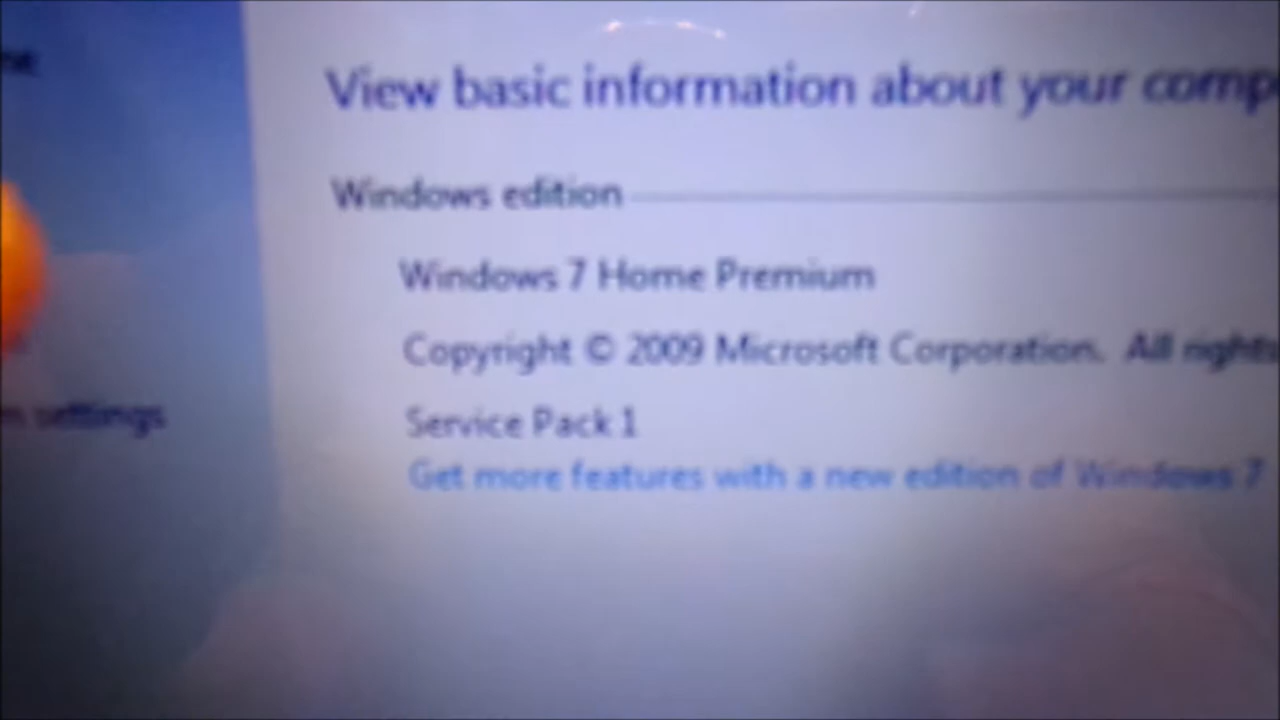 View basic information about your comp
Windows edition
Windows 7 Home Premium
Copyright © 2009 Microsoft Corporation. All rights
Service Pack 1
settings
Get more features with a new edition of Windows 7